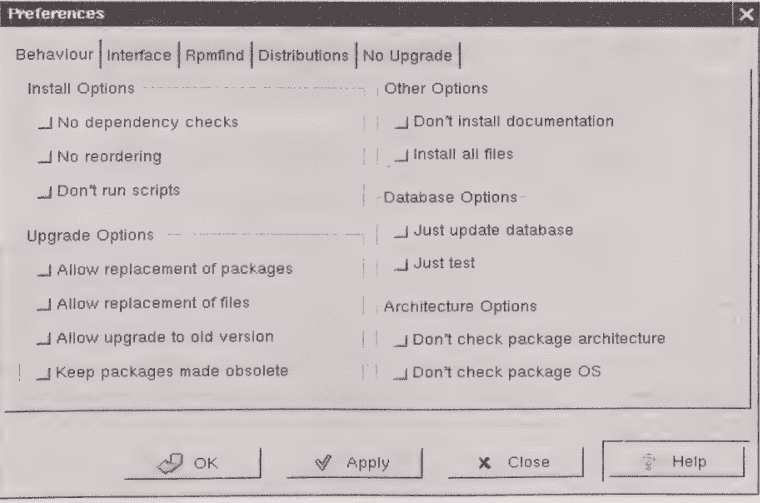 Preferences
Behaviour Interface Rpmfind Distributions No Upgrade
Install Options
No dependency checks
No reordering
Don't run scripts
Upgrade Options
Allow replacement of packages
Allow replacement of files
Allow upgrade to old version
Keep packages made obsolete
Other Options
Don't install documentation
Install all files
Database Options
Just update database
Just test
Architecture Options
Don't check package architecture
Don't check package OS
OK Apply Close Help